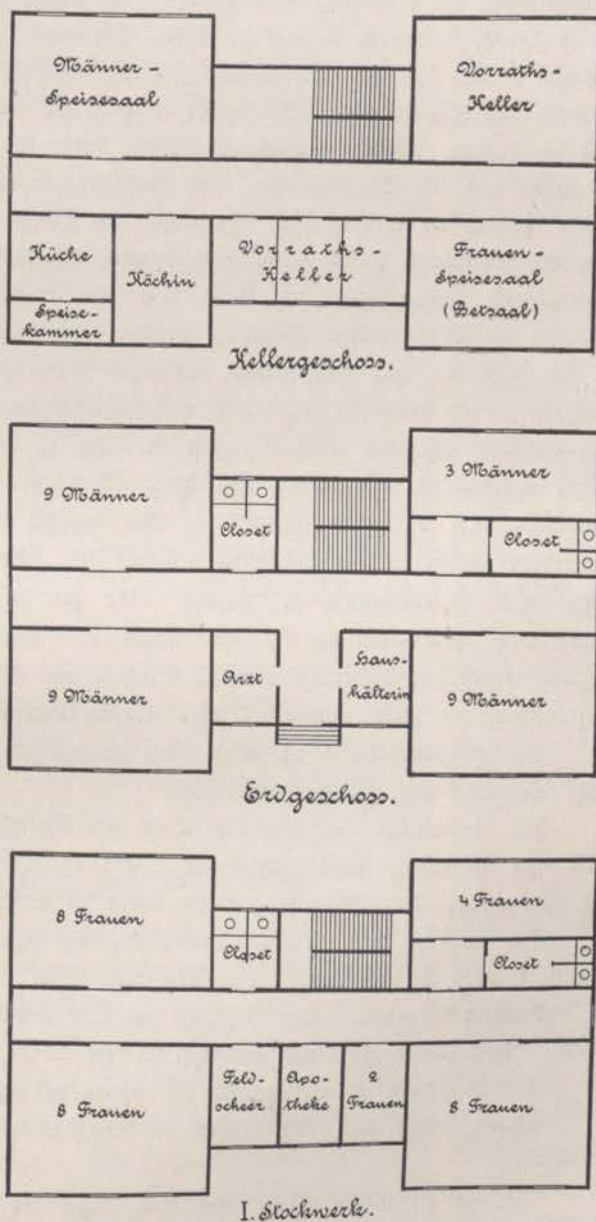 Männer -
Speisesaal
Vorraths-
Keller
Küche
Speise-
kammer
Köchin
Vorraths-
Keller
Frauen-
Speisesaal
(Betsaal)
Kellergeschoss.
9 Männer
Closet
3 Männer
Closet
9 Männer
Arzt
Haus-
hälterin
9 Männer
Erdgeschoss.
8 Frauen
Closet
4 Frauen
Closet
8 Frauen
Feld-
scheer
Apo-
theke
2
Frauen
8 Frauen
I. Stockwerk.